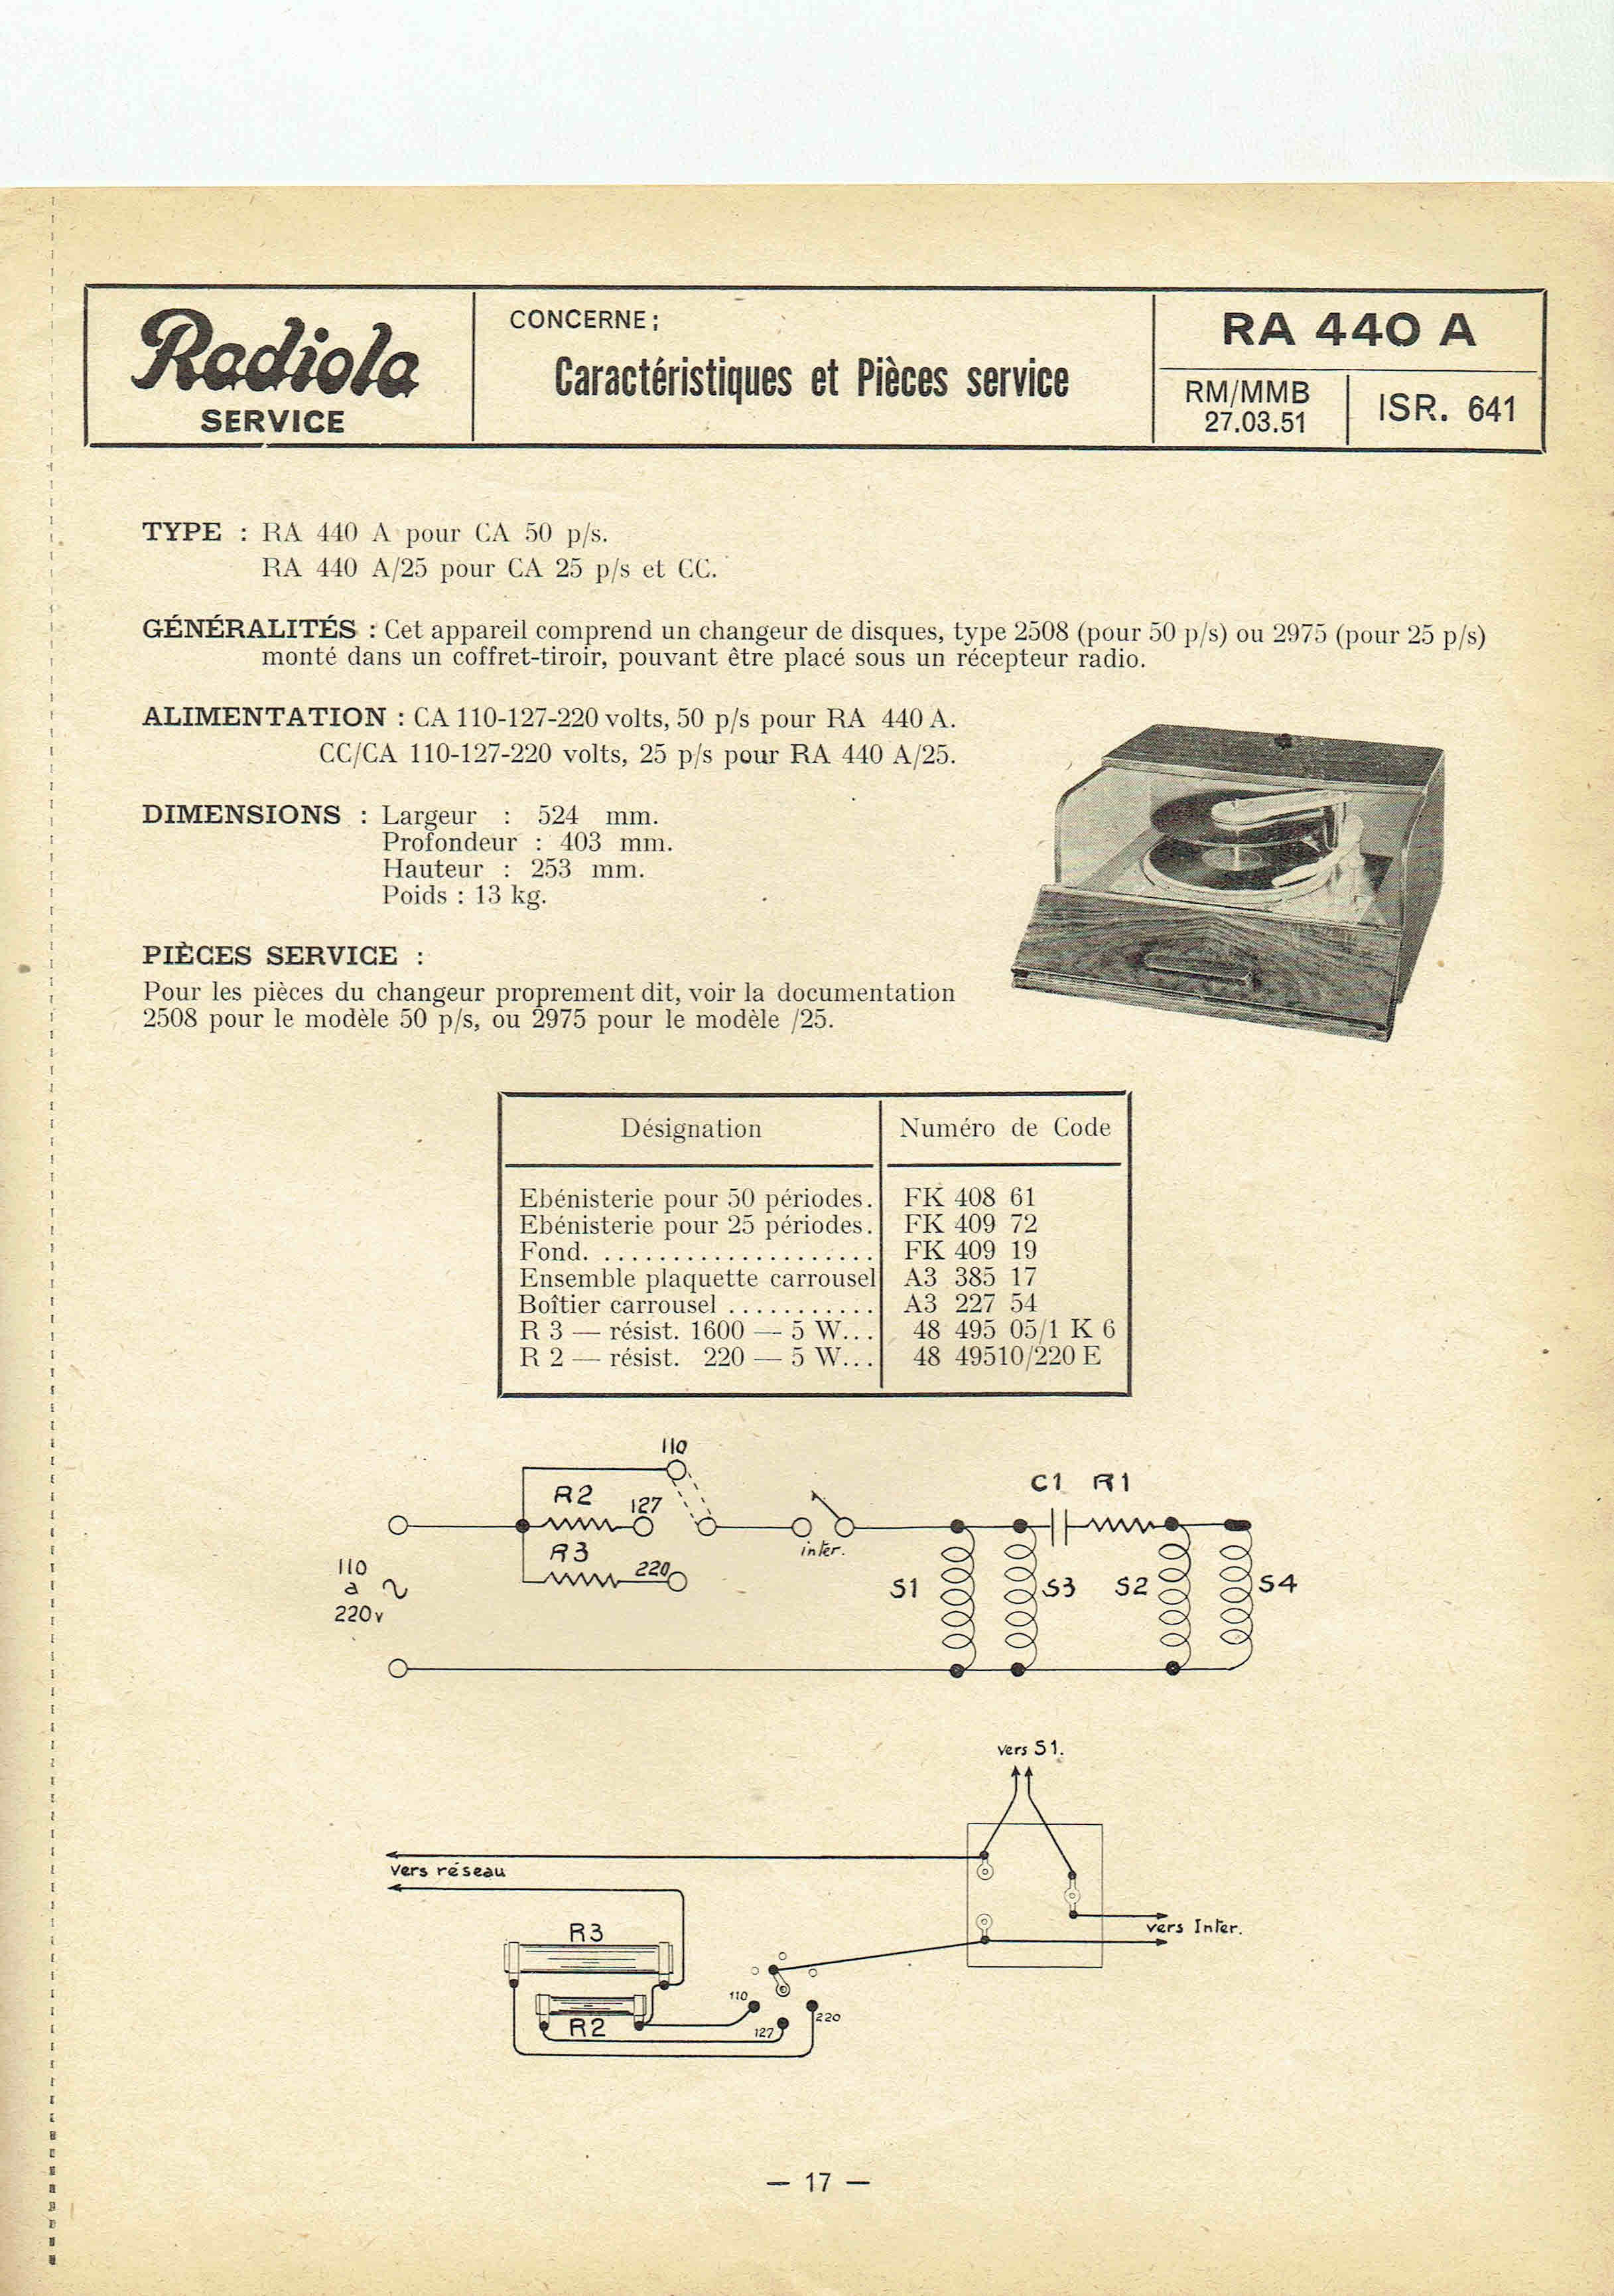 Radiola
SERVICE
CONCERNE :
Caractéristiques et Pièces service
RA 440 A
RM/MMB
27.03.51
ISR. 641
TYPE : RA 440 A pour CA 50 p/s.
RA 440 A/25 pour CA 25 p/s et CC.
GÉNÉRALITÉS : Cet appareil comprend un changeur de disques, type 2508 (pour 50 p/s) ou 2975 (pour 25 p/s)
monté dans un coffret-tiroir, pouvant être placé sous un récepteur radio.
ALIMENTATION : CA 110-127-220 volts, 50 p/s pour RA 440 A.
CC/CA 110-127-220 volts, 25 p/s pour RA 440 A/25.
DIMENSIONS : Largeur : 524 mm.
Profondeur : 403 mm.
Hauteur : 253 mm.
Poids : 13 kg.
PIÈCES SERVICE :
Pour les pièces du changeur proprement dit, voir la documentation
2508 pour le modèle 50 p/s, ou 2975 pour le modèle /25.
Désignation Numéro de Code
Ebénisterie pour 50 périodes. FK 408 61
Ebénisterie pour 25 périodes. FK 409 72
Fond. .................... FK 409 19
Ensemble plaquette carrousel A3 385 17
Boîtier carrousel ........... A3 227 54
R 3 — résist. 1600 — 5 W... 48 495 05/1 K 6
R 2 — résist. 220 — 5 W... 48 49510/220 E
110
R2 127
C1 R1
inter.
R3 220
110
à
220v
S1 S3 S2 S4
vers S1.
vers réseau
R3
vers Inter.
110
220
R2
127
— 17 —